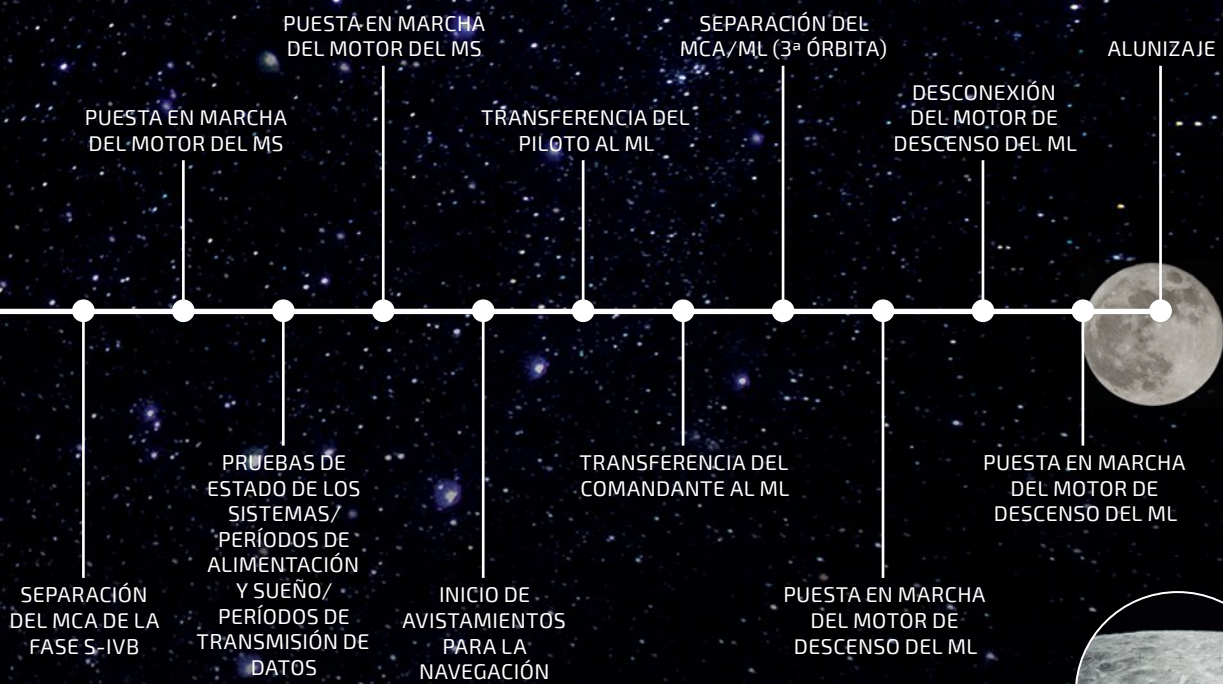 SEPARACIÓN
DEL MCA DE LA
FASE S-IVB
PUESTA EN MARCHA
DEL MOTOR DEL MS
PRUEBAS DE
ESTADO DE LOS
SISTEMAS/
PERÍODOS DE
ALIMENTACIÓN
Y SUEÑO/
PERÍODOS DE
TRANSMISIÓN DE
DATOS
PUESTA EN MARCHA
DEL MOTOR DEL MS
INICIO DE
AVISTAMIENTOS
PARA LA
NAVEGACIÓN
TRANSFERENCIA DEL
PILOTO AL ML
TRANSFERENCIA DEL
COMANDANTE AL ML
SEPARACIÓN DEL
MCA/ML (3ª ÓRBITA)
PUESTA EN MARCHA
DEL MOTOR DE
DESCENSO DEL ML
DESCONEXIÓN
DEL MOTOR DE
DESCENSO DEL ML
PUESTA EN MARCHA
DEL MOTOR DE
DESCENSO DEL ML
ALUNIZAJE